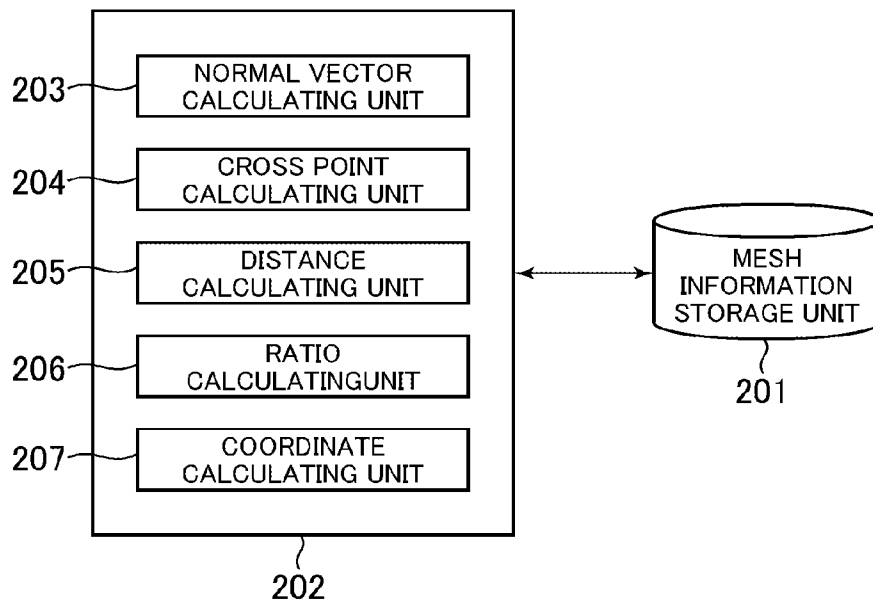 203
NORMAL VECTOR
CALCULATING UNIT
204
CROSS POINT
CALCULATING UNIT
205
DISTANCE
CALCULATING UNIT
206
RATIO
CALCULATINGUNIT
207
COORDINATE
CALCULATING UNIT
202
MESH
INFORMATION
STORAGE UNIT
201